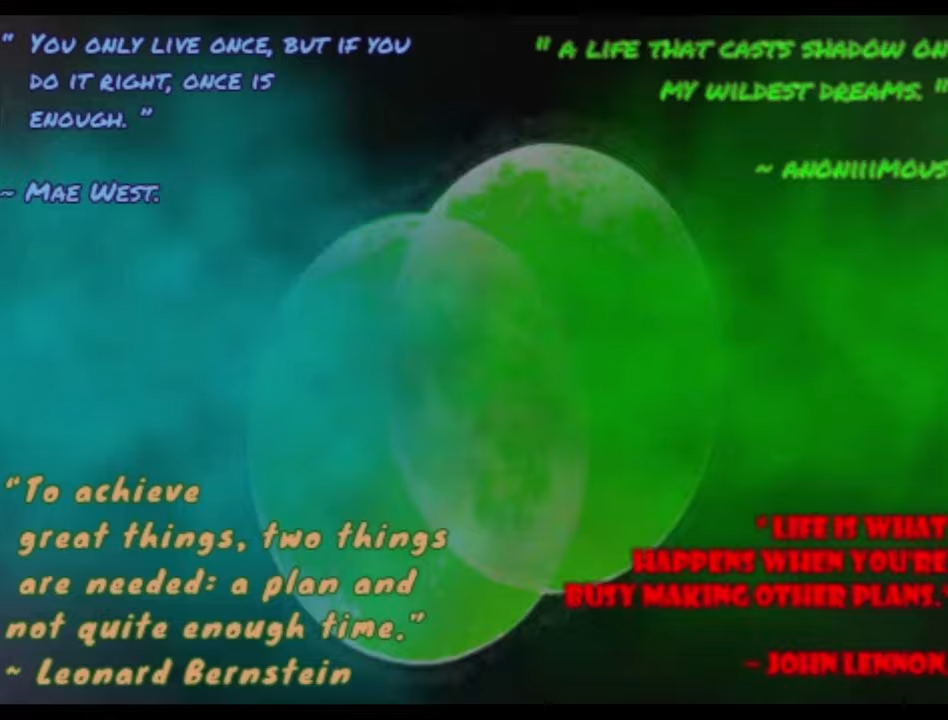 “ You only live once, but if you
do it right, once is
enough. ”
~ Mae West.
" A LIFE THAT CASTS SHADOW ON
MY WILDEST DREAMS. "
~ ANONIIIMOUS
“To achieve
great things, two things
are needed: a plan and
not quite enough time.”
~ Leonard Bernstein
"LIFE IS WHAT
HAPPENS WHEN YOU'RE
BUSY MAKING OTHER PLANS."
~ JOHN LENNON